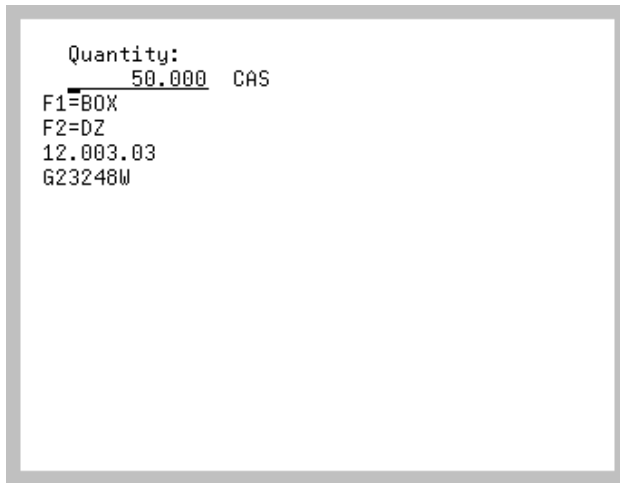 Quantity:
50.000 CAS
F1=BOX
F2=DZ
12.003.03
G23248W